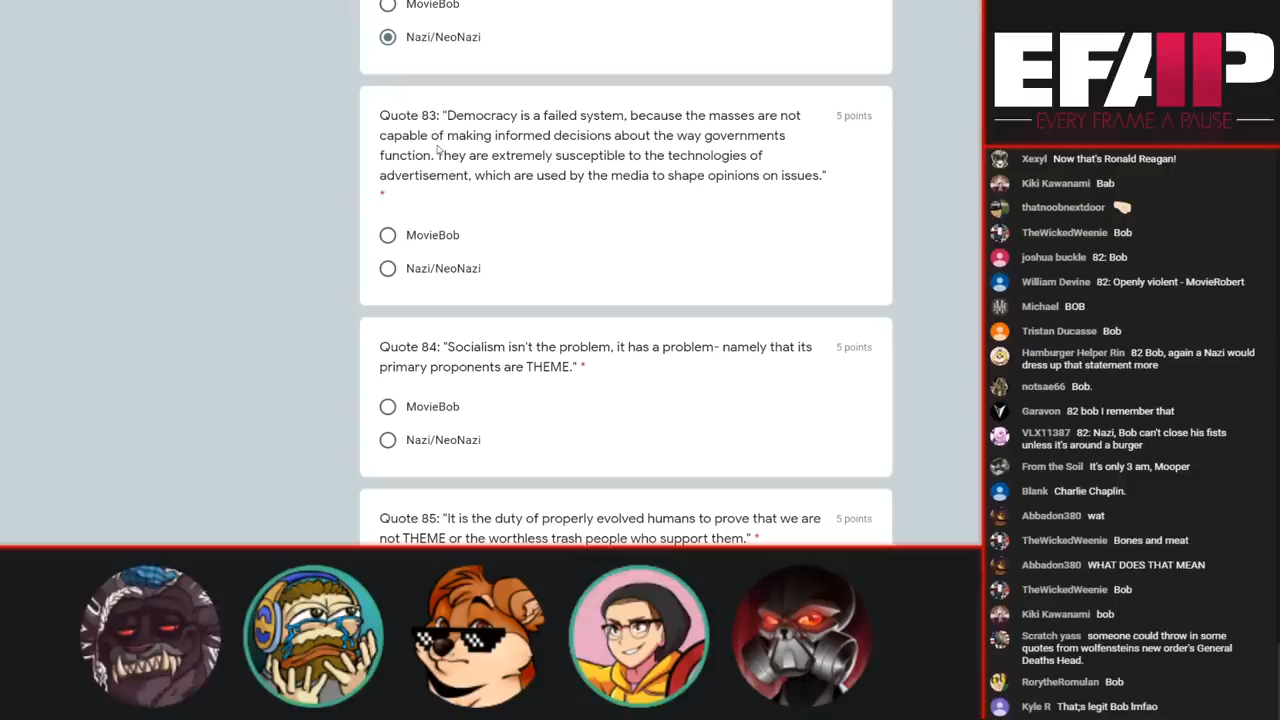 MovieBob
Nazi/NeoNazi
Quote 83: "Democracy is a failed system, because the masses are not
capable of making informed decisions about the way governments
function. They are extremely susceptible to the technologies of
advertisement, which are used by the media to shape opinions on issues."
*
5 points
MovieBob
Nazi/NeoNazi
Quote 84: "Socialism isn't the problem, it has a problem- namely that its
primary proponents are THEME." *
5 points
MovieBob
Nazi/NeoNazi
Quote 85: "It is the duty of properly evolved humans to prove that we are
not THEME or the worthless trash people who support them." *
5 points
EFAP
EVERY FRAME A PAUSE
Xexyl Now that's Ronald Reagan!
Kiki Kawanami Bab
thatnoobnextdoor
TheWickedWeenie Bob
joshua buckle 82: Bob
William Devine 82: Openly violent - MovieRobert
Michael BOB
Tristan Ducasse Bob
Hamburger Helper Rin 82 Bob, again a Nazi would
dress up that statement more
notsae66 Bob.
Garavon 82 bob I remember that
VLX11387 82: Nazi, Bob can't close his fists
unless it's around a burger
From the Soil It's only 3 am, Mooper
Blank Charlie Chaplin.
Abbadon380 wat
TheWickedWeenie Bones and meat
Abbadon380 WHAT DOES THAT MEAN
TheWickedWeenie Bob
Kiki Kawanami bob
Scratch yass someone could throw in some
quotes from wolfensteins new order's General
Deaths Head.
RorytheRomulan Bob
Kyle R That;s legit Bob lmfao